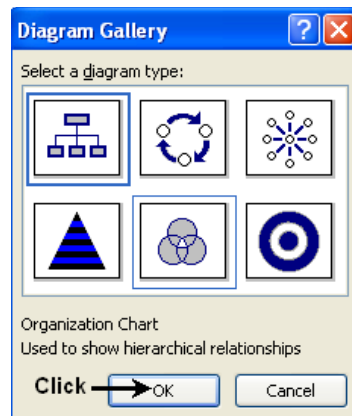 Diagram Gallery
Select a diagram type:
Organization Chart
Used to show hierarchical relationships
Click OK Cancel